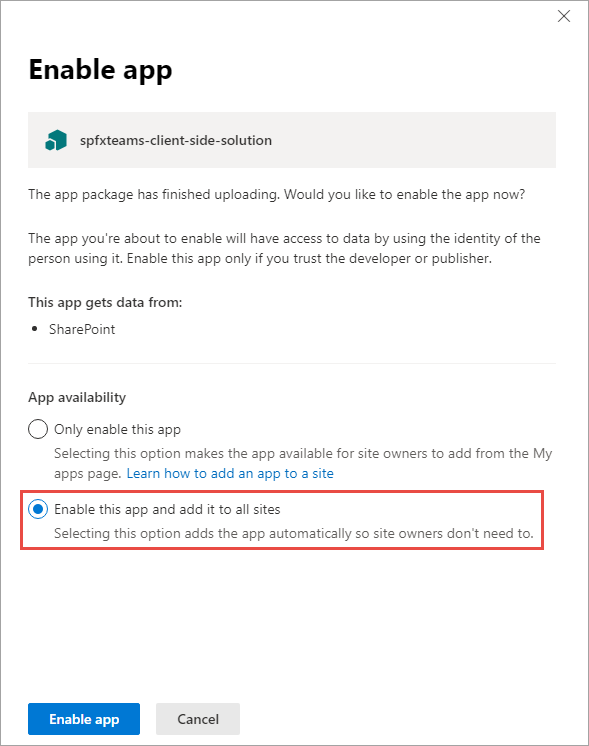 Enable app
spfxteams-client-side-solution
The app package has finished uploading. Would you like to enable the app now?
The app you're about to enable will have access to data by using the identity of the
person using it. Enable this app only if you trust the developer or publisher.
This app gets data from:
• SharePoint
App availability
Only enable this app
Selecting this option makes the app available for site owners to add from the My
apps page. Learn how to add an app to a site
Enable this app and add it to all sites
Selecting this option adds the app automatically so site owners don't need to.
Enable app Cancel